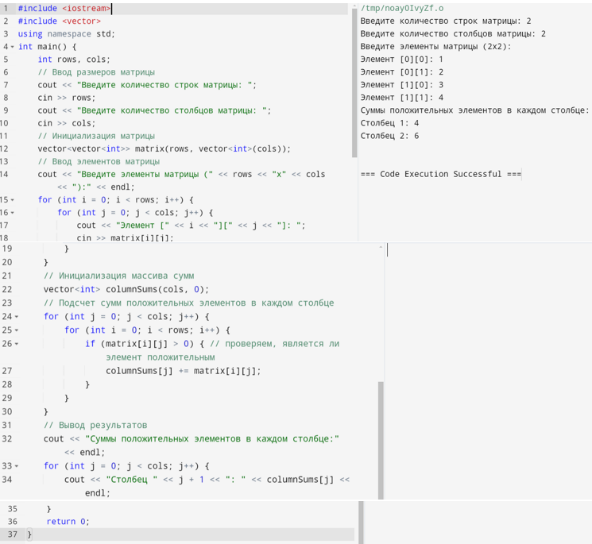 1 #include <iostream>
2 #include <vector>
3 using namespace std;
4 int main() {
5 int rows, cols;
6 // Ввод размеров матрицы
7 cout << "Введите количество строк матрицы: ";
8 cin >> rows;
9 cout << "Введите количество столбцов матрицы: ";
10 cin >> cols;
11 // Инициализация матрицы
12 vector<vector<int>> matrix(rows, vector<int>(cols));
13 // Ввод элементов матрицы
14 cout << "Введите элементы матрицы (" << rows << "x" << cols
<< "):" << endl;
15 for (int i = 0; i < rows; i++) {
16 for (int j = 0; j < cols; j++) {
17 cout << "Элемент [" << i << "][" << j << "]: ";
18 cin >> matrix[i][j];
19 }
20 }
21 // Инициализация массива сумм
22 vector<int> columnSums(cols, 0);
23 // Подсчет сумм положительных элементов в каждом столбце
24 for (int j = 0; j < cols; j++) {
25 for (int i = 0; i < rows; i++) {
26 if (matrix[i][j] > 0) { // проверяем, является ли
элемент положительным
27 columnSums[j] += matrix[i][j];
28 }
29 }
30 }
31 // Вывод результатов
32 cout << "Суммы положительных элементов в каждом столбце:"
<< endl;
33 for (int j = 0; j < cols; j++) {
34 cout << "Столбец " << j + 1 << ": " << columnSums[j] <<
endl;
35 }
36 return 0;
37 }
/tmp/noayOIvyZf.o
Введите количество строк матрицы: 2
Введите количество столбцов матрицы: 2
Введите элементы матрицы (2x2):
Элемент [0][0]: 1
Элемент [0][1]: 2
Элемент [1][0]: 3
Элемент [1][1]: 4
Суммы положительных элементов в каждом столбце:
Столбец 1: 4
Столбец 2: 6
=== Code Execution Successful ===